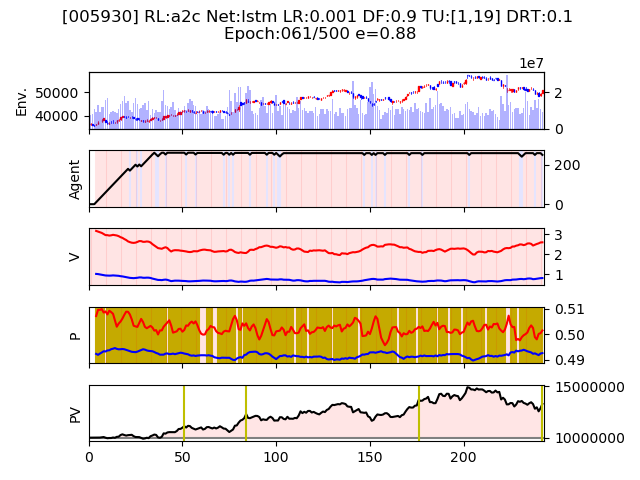 [005930] RL:a2c Net:lstm LR:0.001 DF:0.9 TU:[1,19] DRT:0.1
Epoch:061/500 e=0.88
1e7
Env.
50000
40000
2
0
Agent
200
0
V
3
2
1
P
0.51
0.50
0.49
PV
15000000
10000000
0 50 100 150 200